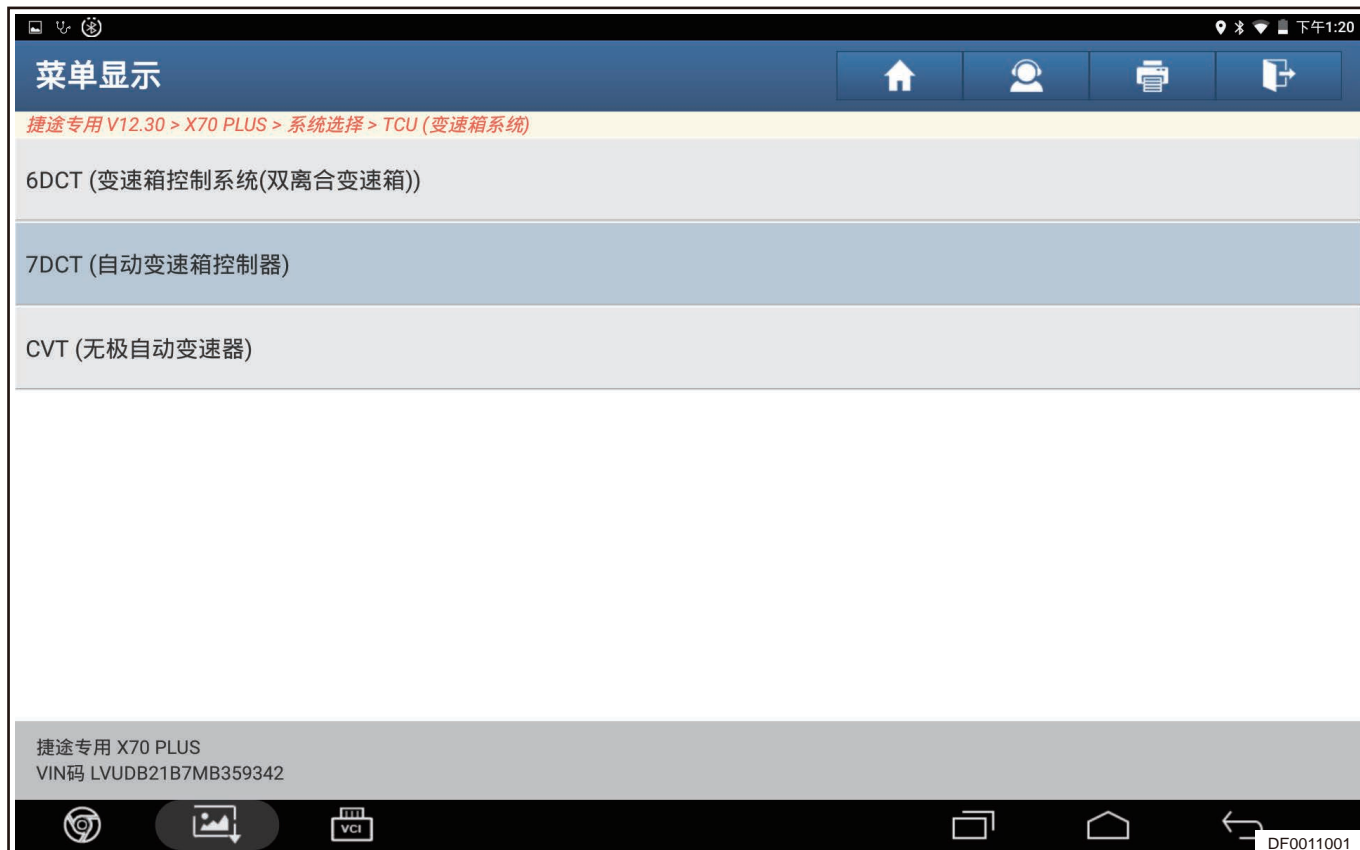 下午1:20
菜单显示
捷途专用 V12.30 > X70 PLUS > 系统选择 > TCU (变速箱系统)
6DCT (变速箱控制系统(双离合变速箱))
7DCT (自动变速箱控制器)
CVT (无极自动变速器)
捷途专用 X70 PLUS
VIN码 LVUDB21B7MB359342
VCI
DF0011001